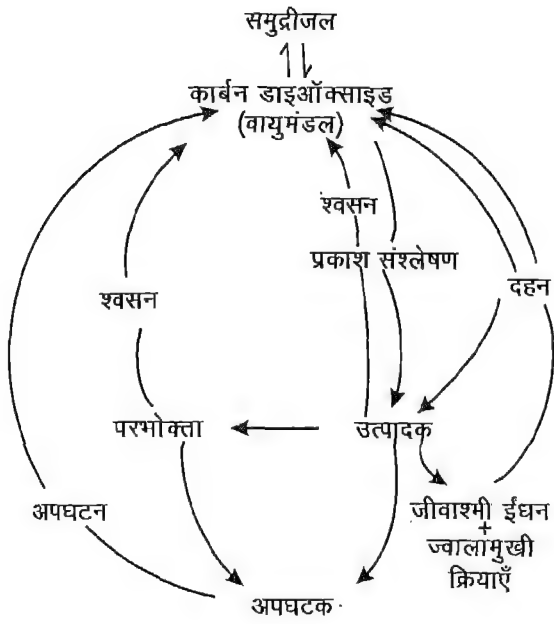 समुद्रीजल
कार्बन डाइऑक्साइड
(वायुमंडल)
श्वसन
प्रकाश संश्लेषण
दहन
श्वसन
परभोक्ता
उत्पादक
अपघटन
जीवाश्मी ईंधन
+
ज्वालामुखी
क्रियाएँ
अपघटक